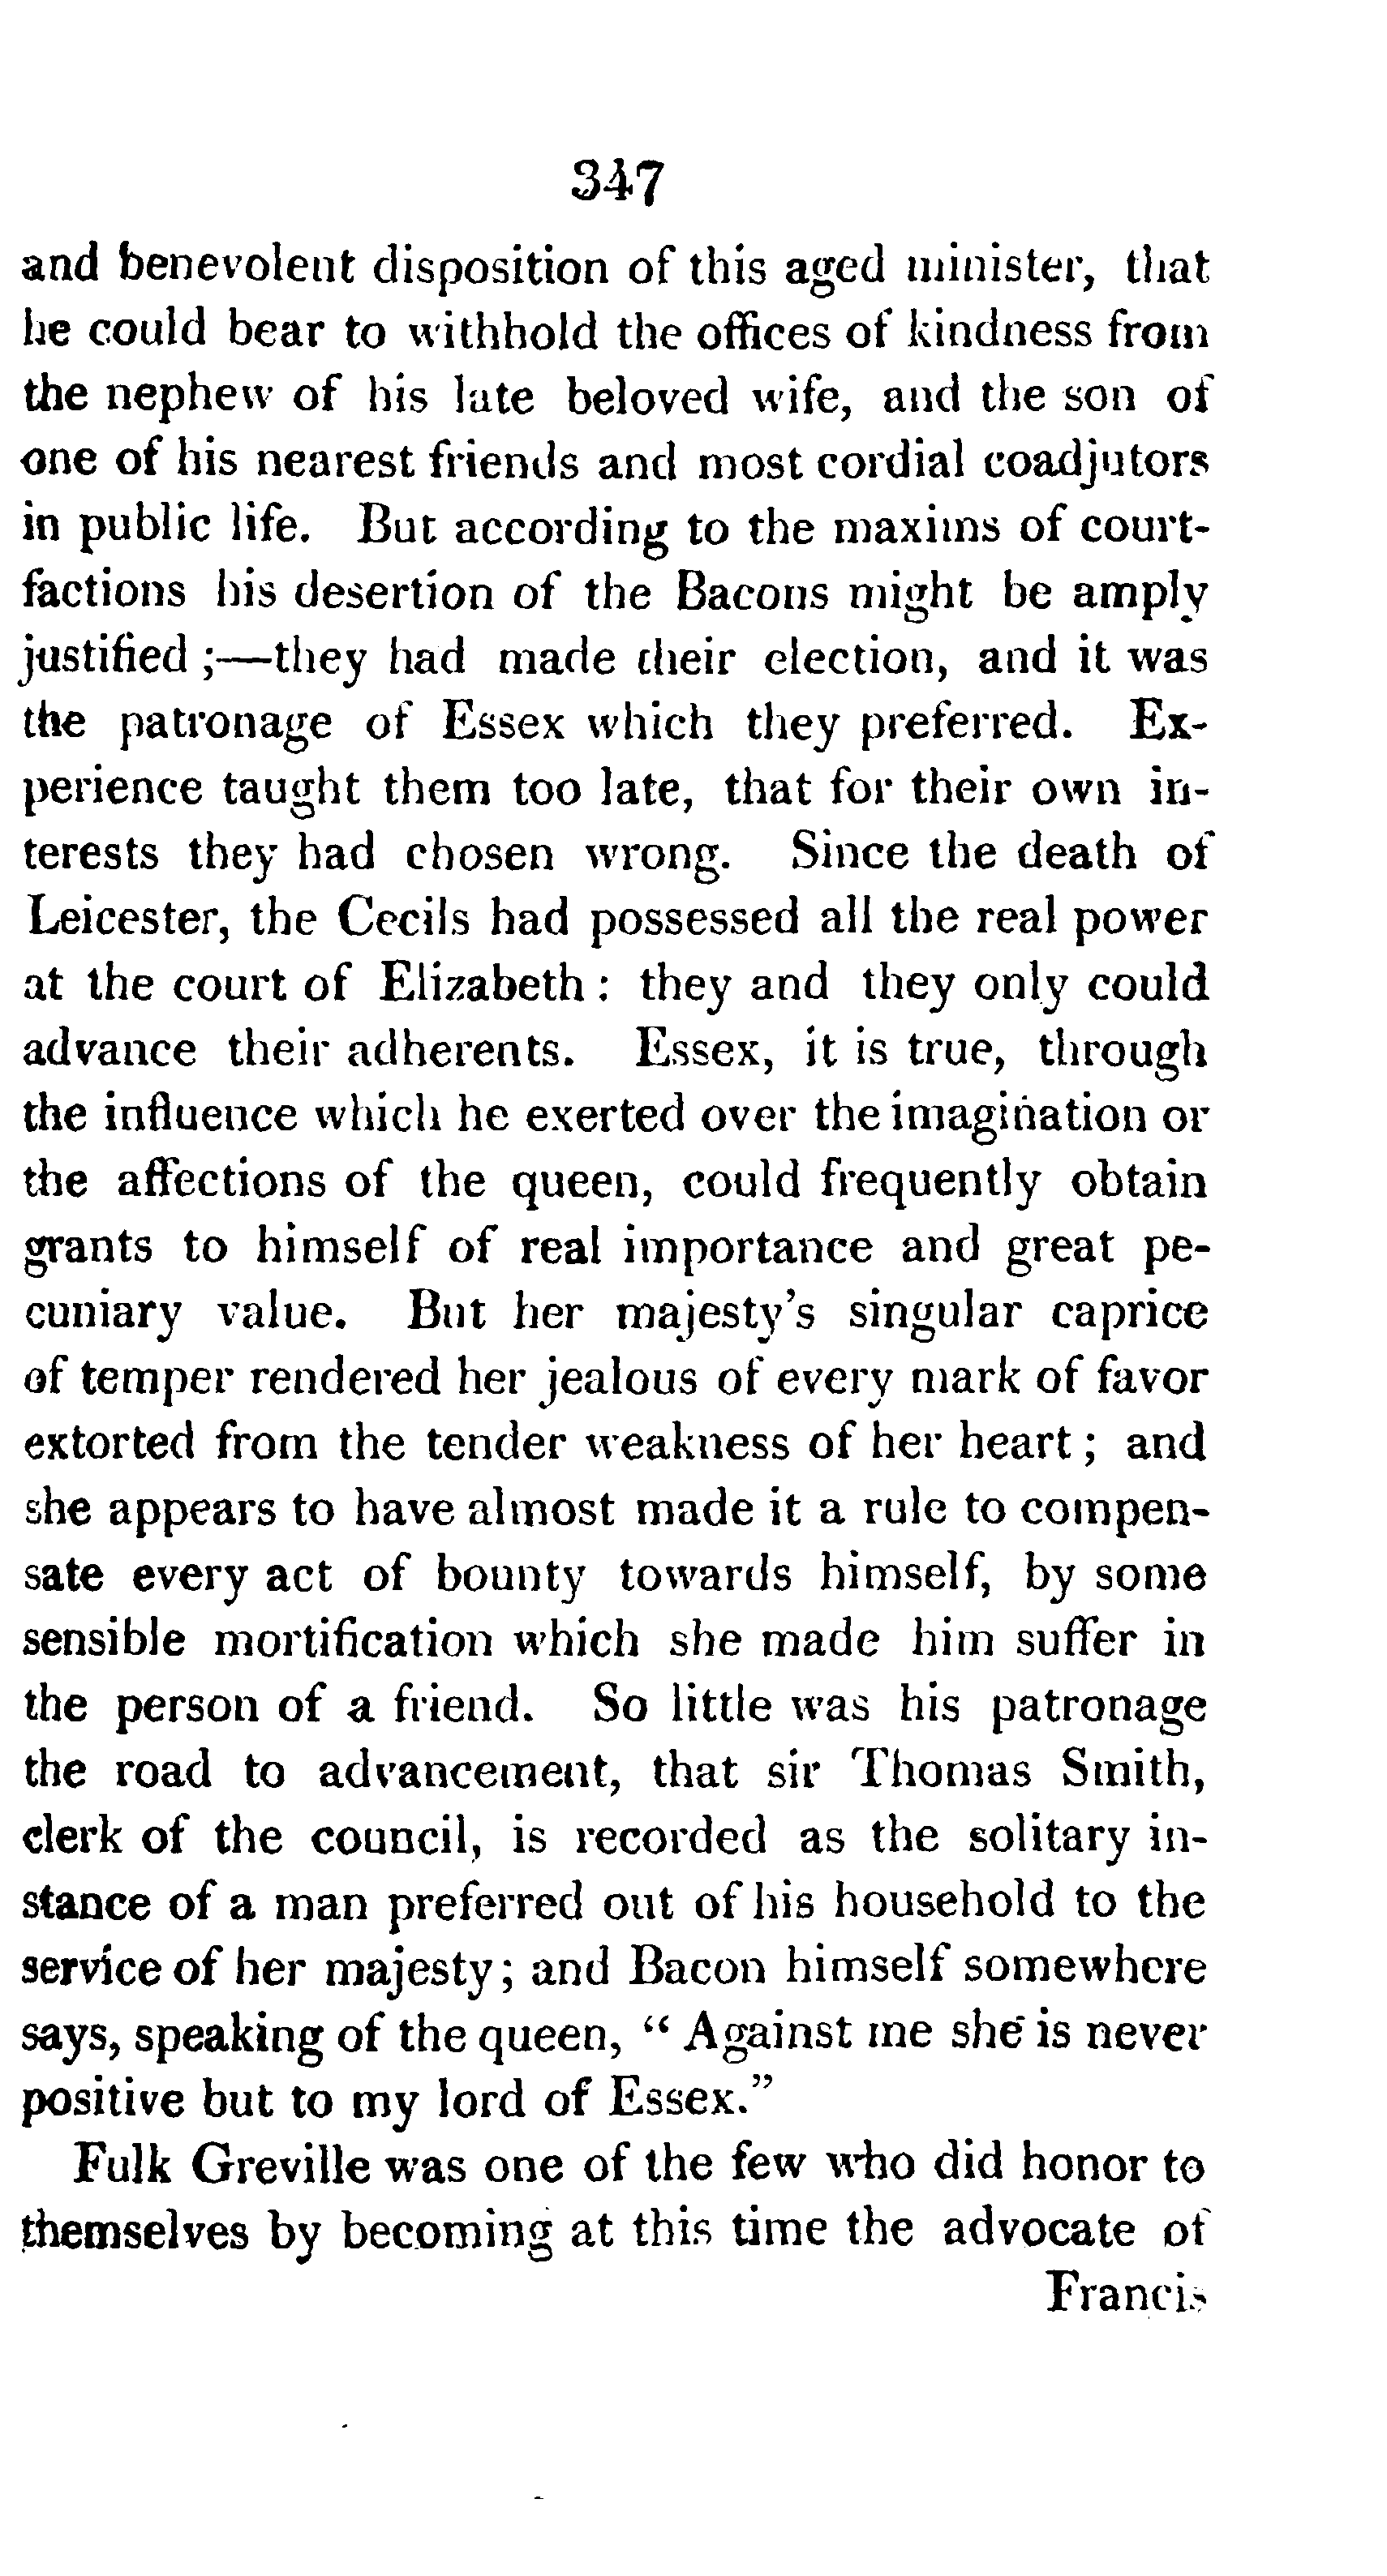 347
and benevolent disposition of this aged minister, that
he could bear to withhold the offices of kindness from
the nephew of his late beloved wife, and the son of
one of his nearest friends and most cordial coadjutors
in public life. But according to the maxims of court-
factions his desertion of the Bacons might be amply
justified ;—they had made their election, and it was
the patronage of Essex which they preferred. Ex-
perience taught them too late, that for their own in-
terests they had chosen wrong. Since the death of
Leicester, the Cecils had possessed all the real power
at the court of Elizabeth : they and they only could
advance their adherents. Essex, it is true, through
the influence which he exerted over the imagination or
the affections of the queen, could frequently obtain
grants to himself of real importance and great pe-
cuniary value. But her majesty's singular caprice
of temper rendered her jealous of every mark of favor
extorted from the tender weakness of her heart ; and
she appears to have almost made it a rule to compen-
sate every act of bounty towards himself, by some
sensible mortification which she made him suffer in
the person of a friend. So little was his patronage
the road to advancement, that sir Thomas Smith,
clerk of the council, is recorded as the solitary in-
stance of a man preferred out of his household to the
service of her majesty ; and Bacon himself somewhere
says, speaking of the queen, “ Against me she is never
positive but to my lord of Essex.”
Fulk Greville was one of the few who did honor to
themselves by becoming at this time the advocate of
Francis